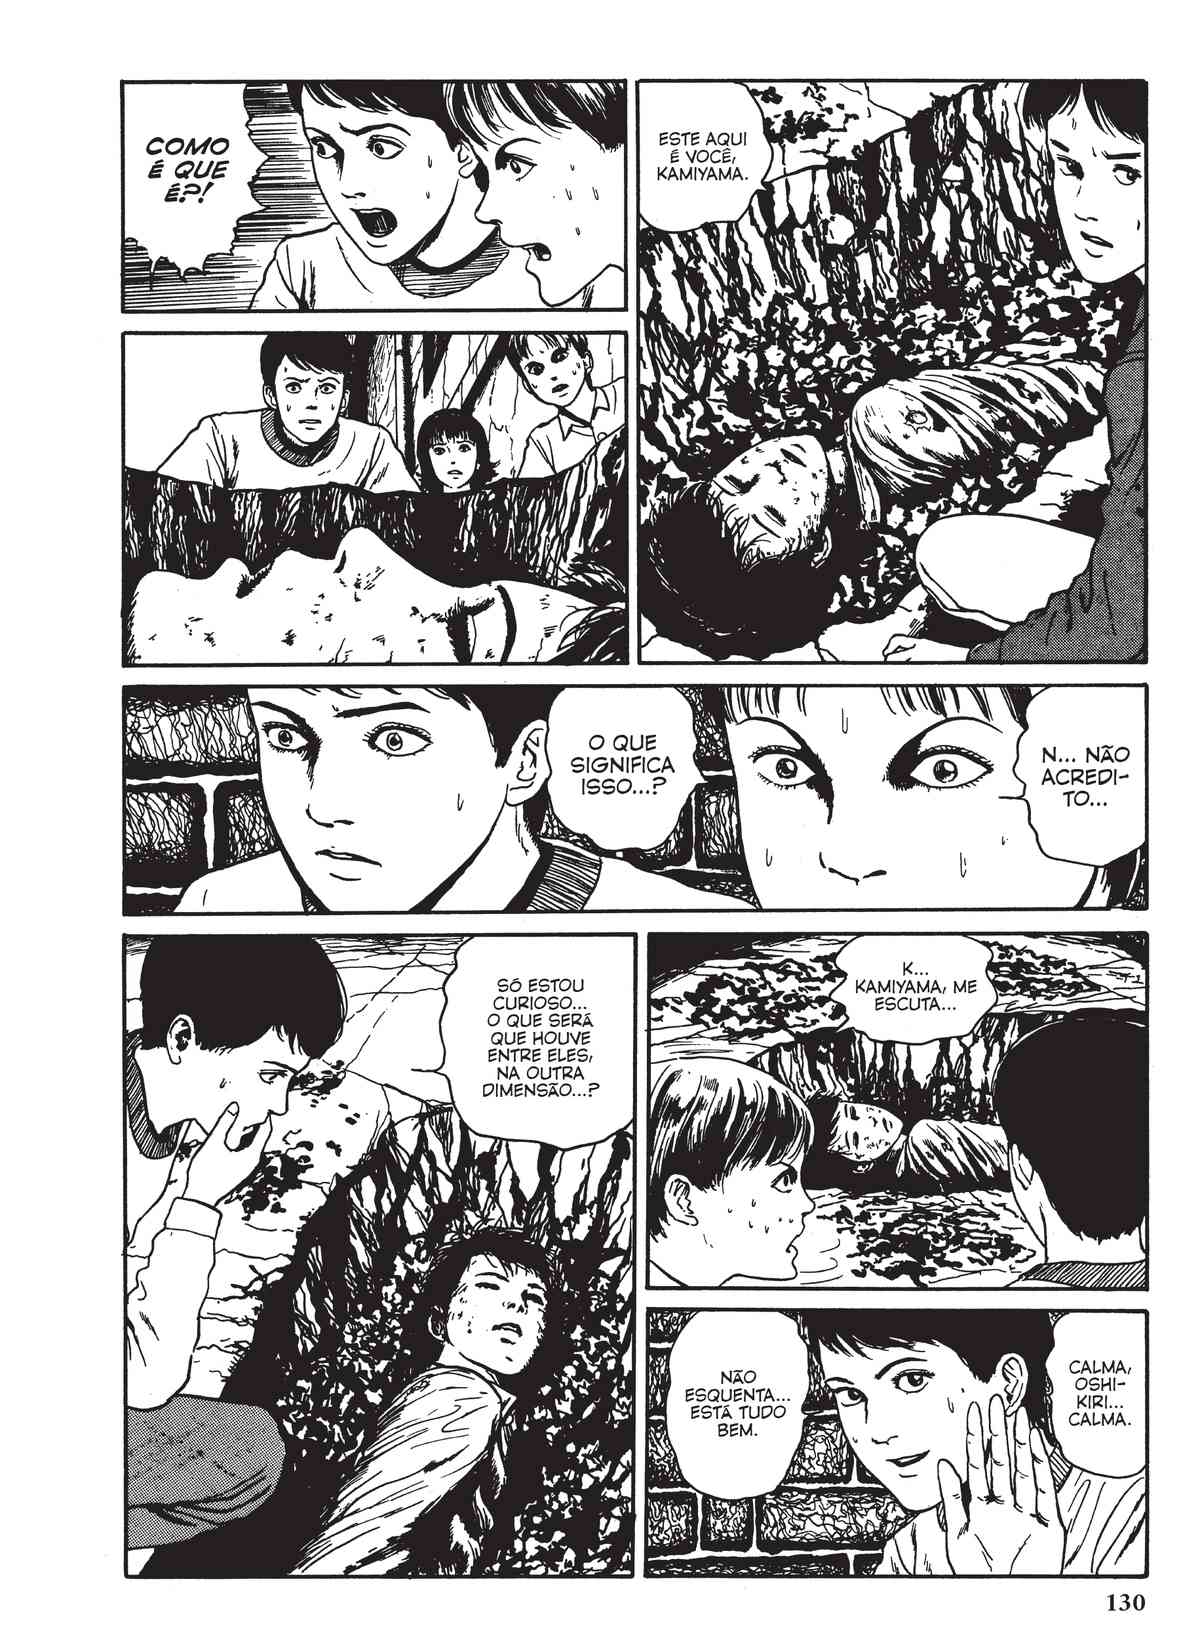 ESTE AQUI
É VOCÊ,
KAMIYAMA.
COMO
É QUE
É?!
N... NÃO
ACREDI-
TO...
O QUE
SIGNIFICA
ISSO...?
K...
KAMIYAMA, ME
ESCUTA...
SÓ ESTOU
CURIOSO...
O QUE SERÁ
QUE HOUVE
ENTRE ELES,
NA OUTRA
DIMENSÃO...?
CALMA,
OSHI-
KIRI...
CALMA.
NÃO
ESQUENTA...
ESTÁ TUDO
BEM.
130